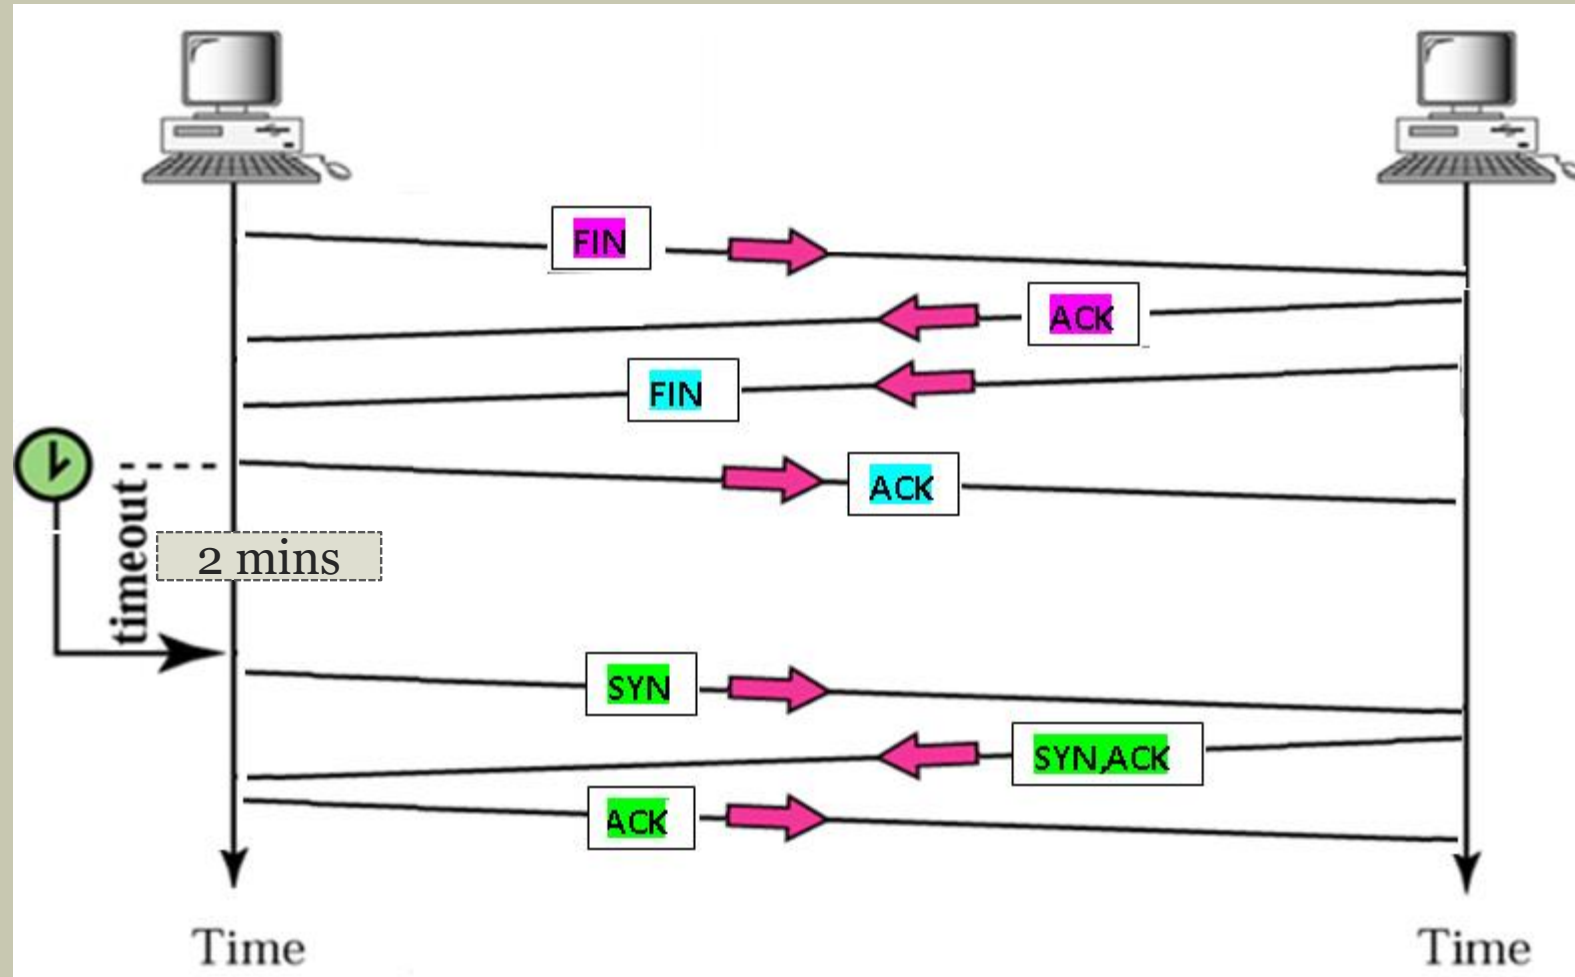 FIN
ACK
FIN
ACK
timeout
2 mins
SYN
SYN,ACK
ACK
Time
Time